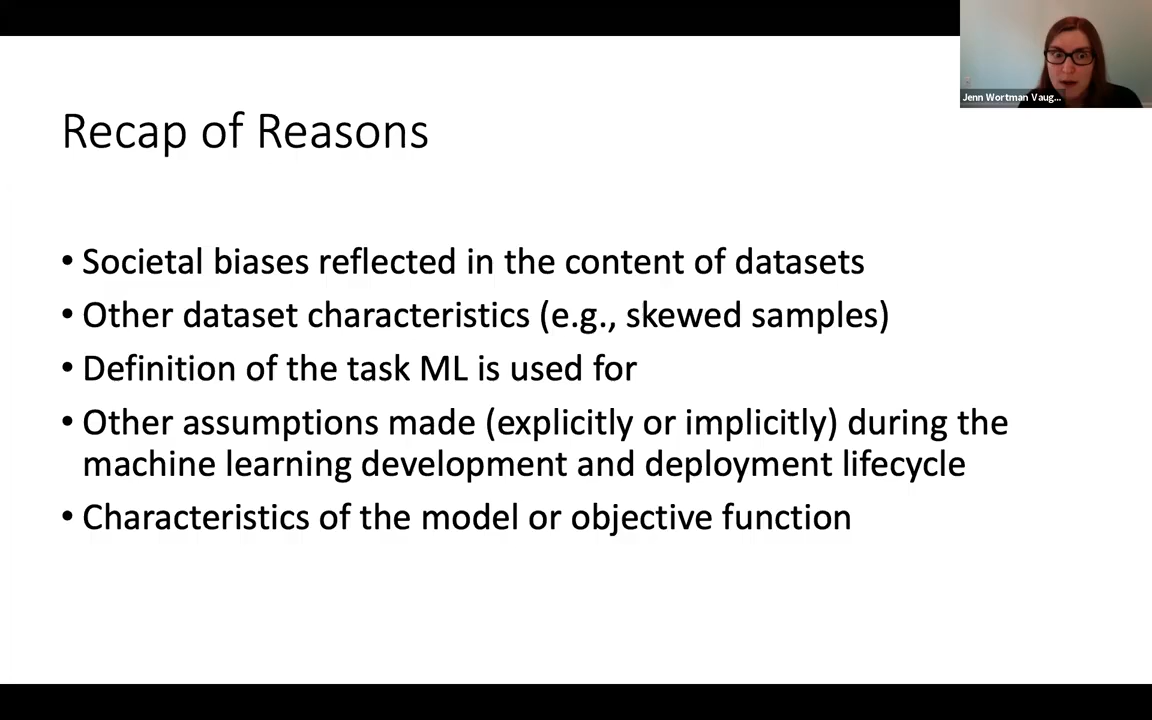 Jenn Wortman Vaug...
Recap of Reasons
• Societal biases reflected in the content of datasets
• Other dataset characteristics (e.g., skewed samples)
• Definition of the task ML is used for
• Other assumptions made (explicitly or implicitly) during the
machine learning development and deployment lifecycle
• Characteristics of the model or objective function